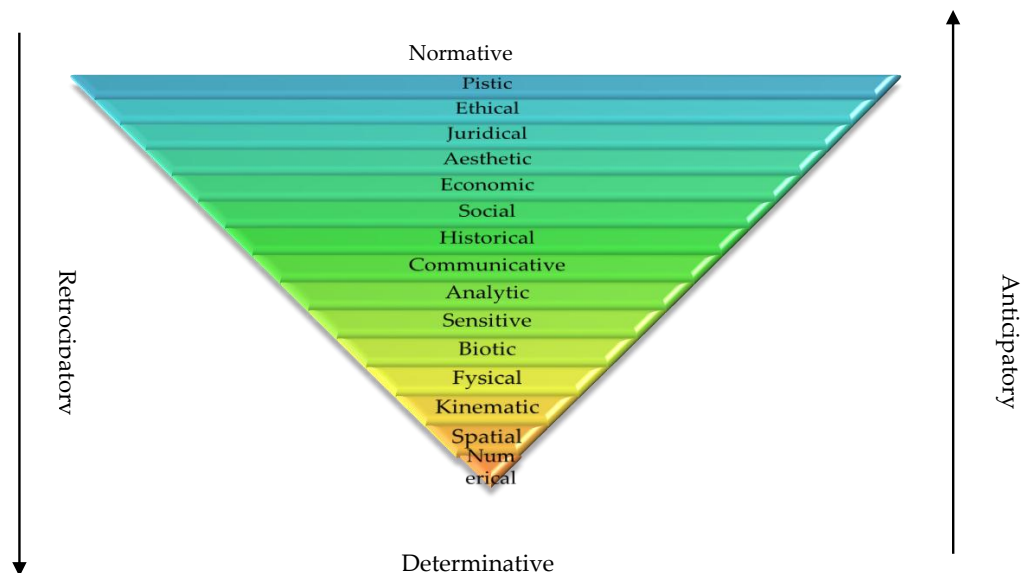 Normative
Pistic
Ethical
Juridical
Aesthetic
Economic
Social
Historical
Communicative
Analytic
Sensitive
Biotic
Fysical
Kinematic
Spatial
Num
erical
Retrocipatory
Anticipatory
Determinative